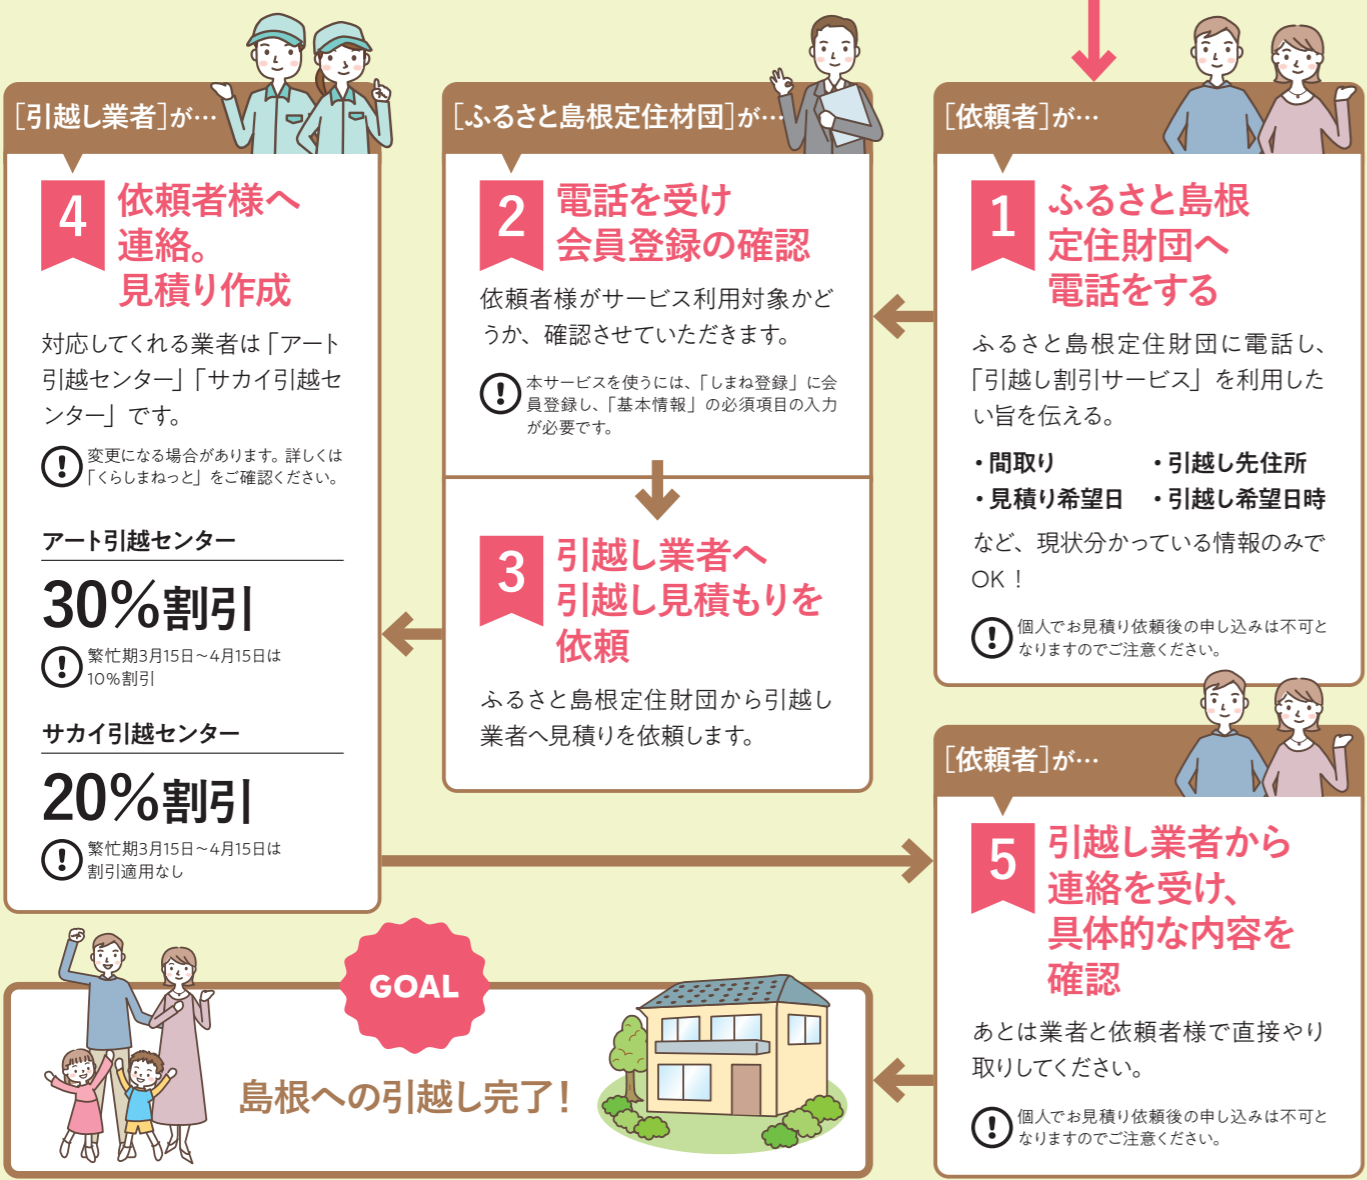 [依頼者]が…
1
ふるさと島根
定住財団へ
電話をする
ふるさと島根定住財団に電話し、
「引越し割引サービス」を利用した
い旨を伝える。
・間取り ・引越し先住所
・見積り希望日 ・引越し希望日時
など、現状分かっている情報のみで
OK！
! 個人でお見積り依頼後の申し込みは不可と
なりますのでご注意ください。
[ふるさと島根定住材団]が…
2
電話を受け
会員登録の確認
依頼者様がサービス利用対象かど
うか、確認させていただきます。
! 本サービスを使うには、「しまね登録」に会
員登録し、「基本情報」の必須項目の入力
が必要です。
3
引越し業者へ
引越し見積もりを
依頼
ふるさと島根定住財団から引越し
業者へ見積りを依頼します。
[引越し業者]が…
4
依頼者様へ
連絡。
見積り作成
対応してくれる業者は「アート
引越センター」「サカイ引越セ
ンター」です。
! 変更になる場合があります。詳しくは
「くらしまねっと」をご確認ください。
アート引越センター
30%割引
! 繁忙期3月15日~4月15日は
10%割引
サカイ引越センター
20%割引
! 繁忙期3月15日~4月15日は
割引適用なし
[依頼者]が…
5
引越し業者から
連絡を受け、
具体的な内容を
確認
あとは業者と依頼者様で直接やり
取りしてください。
! 個人でお見積り依頼後の申し込みは不可と
なりますのでご注意ください。
GOAL
島根への引越し完了！